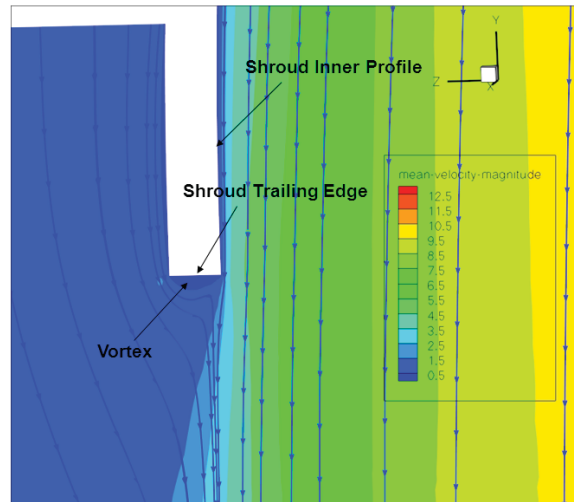 Shroud Inner Profile
Y
Z
X
mean-velocity-magnitude
12.5
11.5
10.5
9.5
8.5
7.5
6.5
5.5
4.5
3.5
2.5
1.5
0.5
Shroud Trailing Edge
Vortex